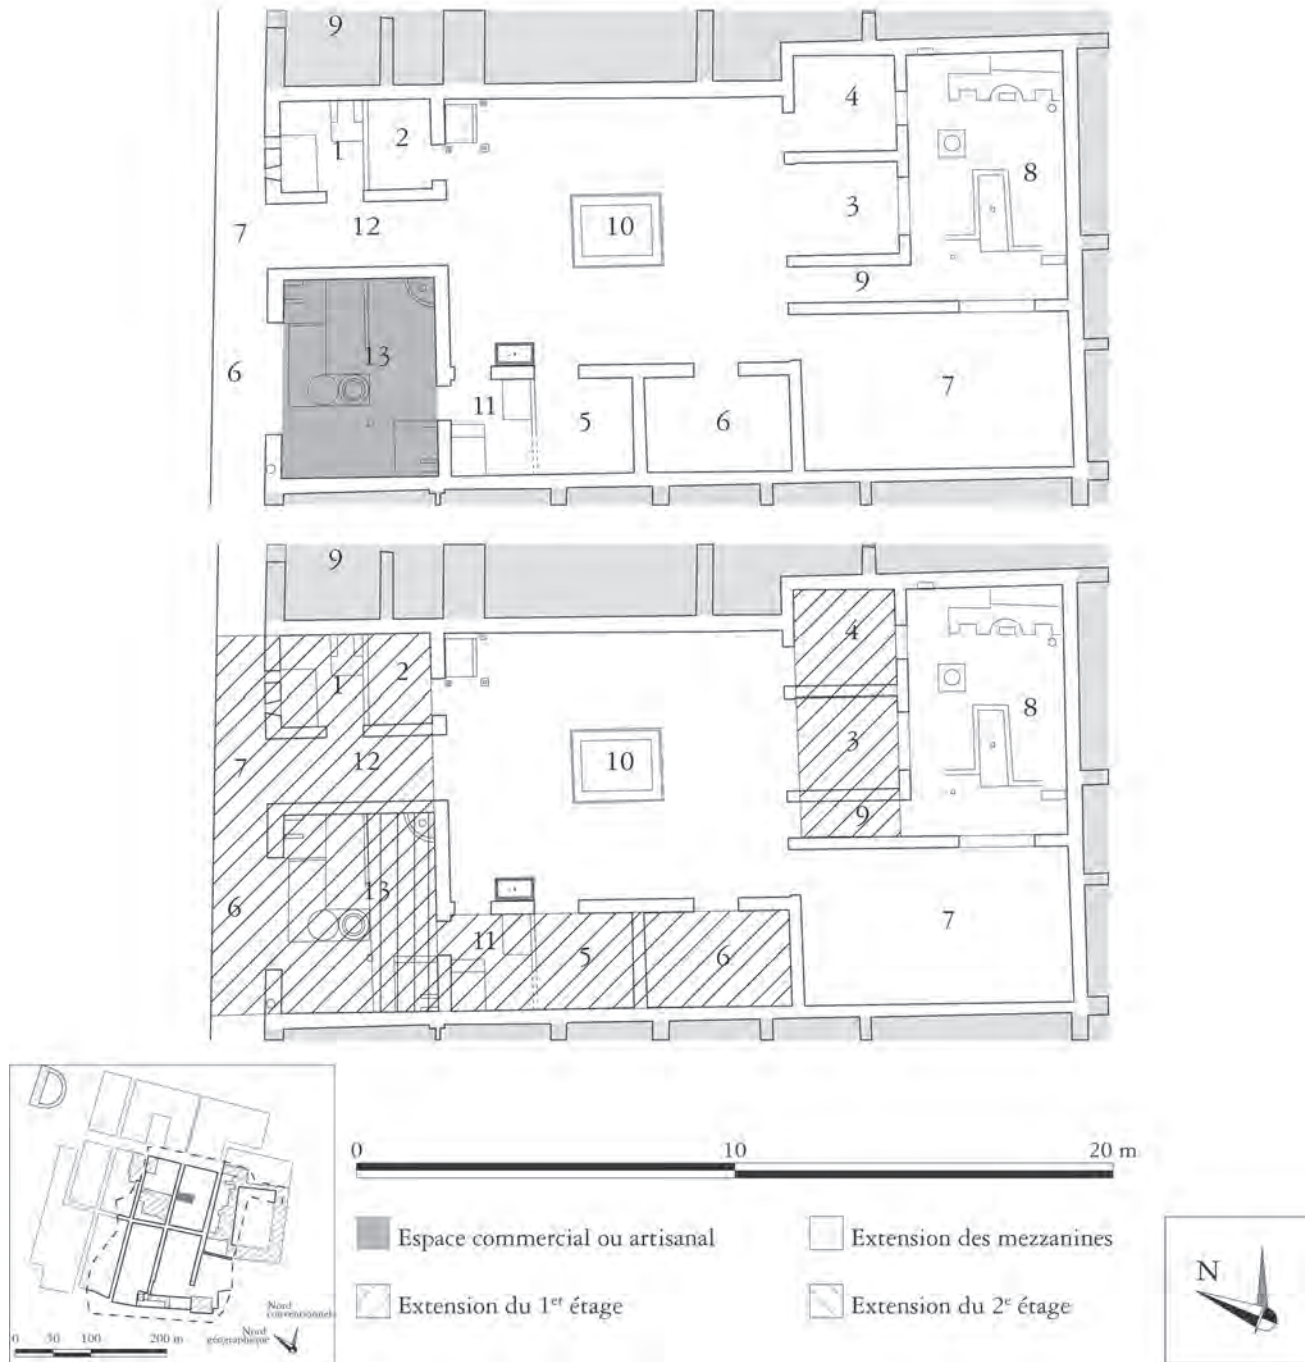 9
4
1
2
8
3
10
12
7
9
13
6
7
11
5
6
9
4
1
2
8
3
10
12
7
9
13
6
7
11
5
6
0 10 20 m
Espace commercial ou artisanal
Extension des mezzanines
Extension du 1er étage
Extension du 2e étage
Nord
conventionnel
Nord
géographique
0 50 100 200 m
N